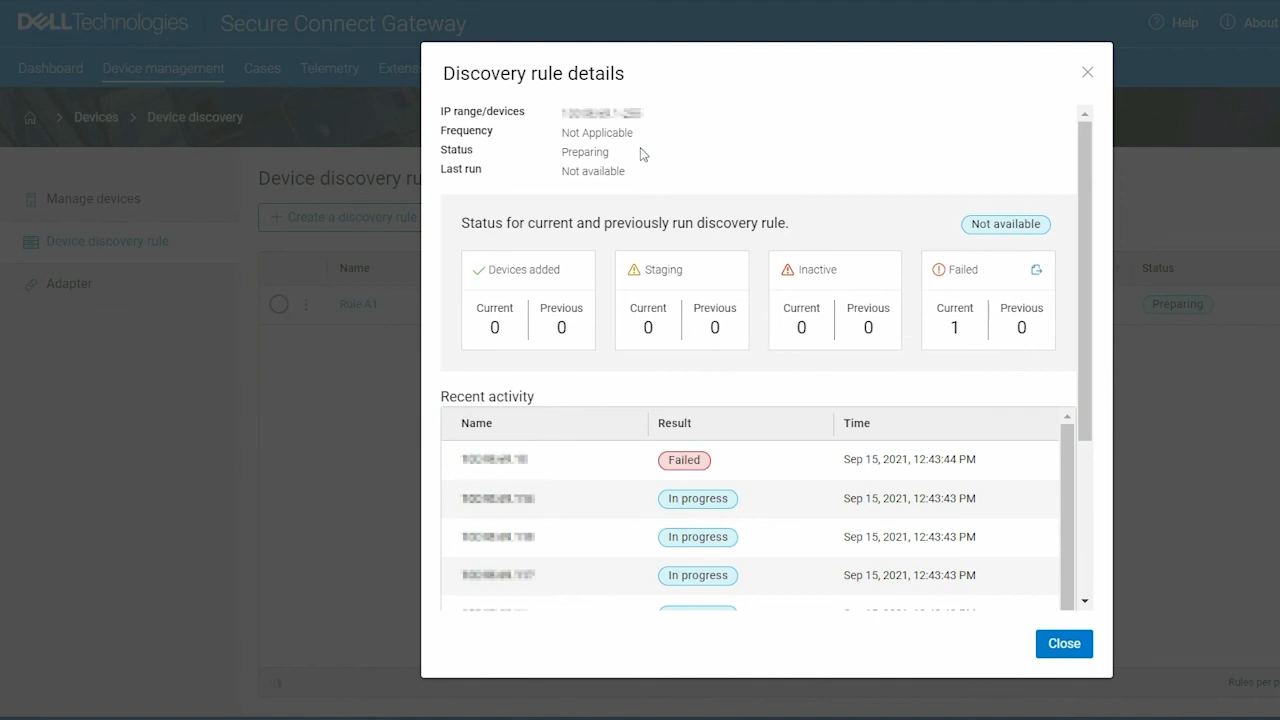 DELLTechnologies Secure Connect Gateway
Help
About
Dashboard Device management Cases Telemetry Extens
Devices Device discovery
Manage devices
Device discovery rule
Adapter
Device discovery ru
+ Create a discovery rule
Name
Status
Rule A1
Preparing
Rules per p
Discovery rule details
IP range/devices
Frequency Not Applicable
Status Preparing
Last run Not available
Status for current and previously run discovery rule. Not available
Devices added Staging Inactive Failed
Current Previous Current Previous Current Previous Current Previous
0 0 0 0 0 0 1 0
Recent activity
Name Result Time
Failed Sep 15, 2021, 12:43:44 PM
In progress Sep 15, 2021, 12:43:43 PM
In progress Sep 15, 2021, 12:43:43 PM
In progress Sep 15, 2021, 12:43:43 PM
Close